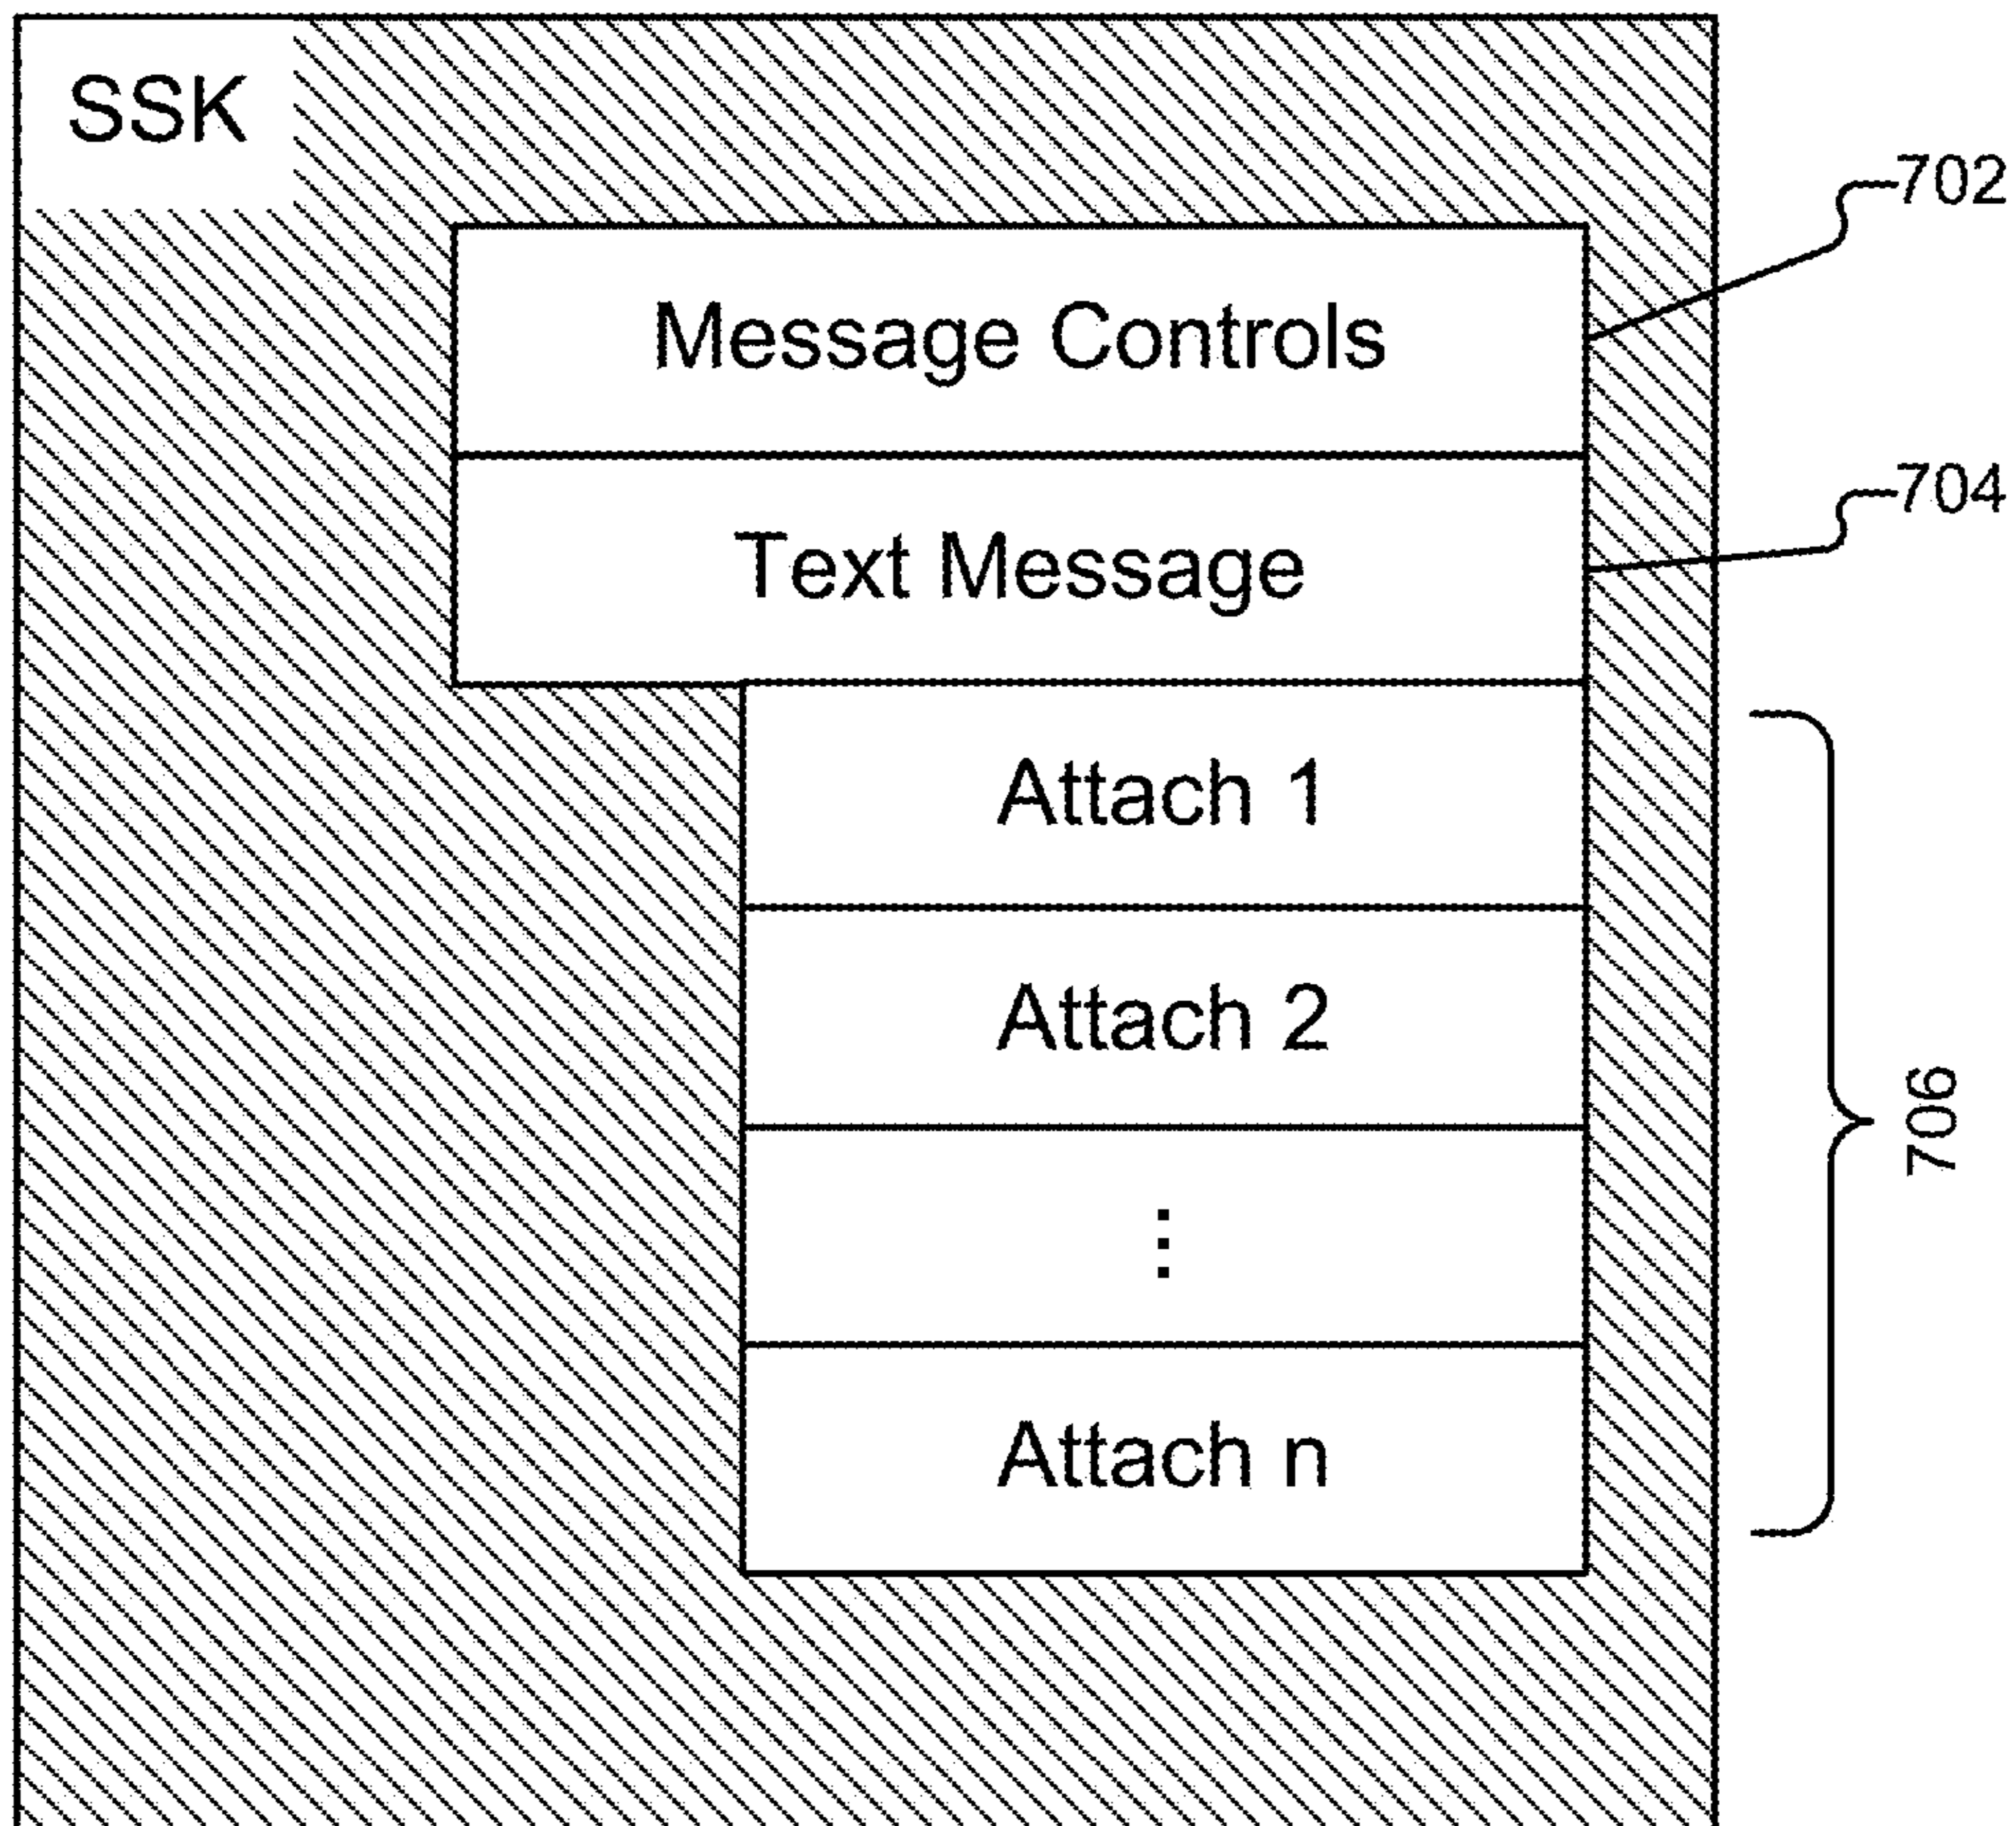 SSK
702
Message Controls
704
Text Message
Attach 1
Attach 2
706
⋮
Attach n